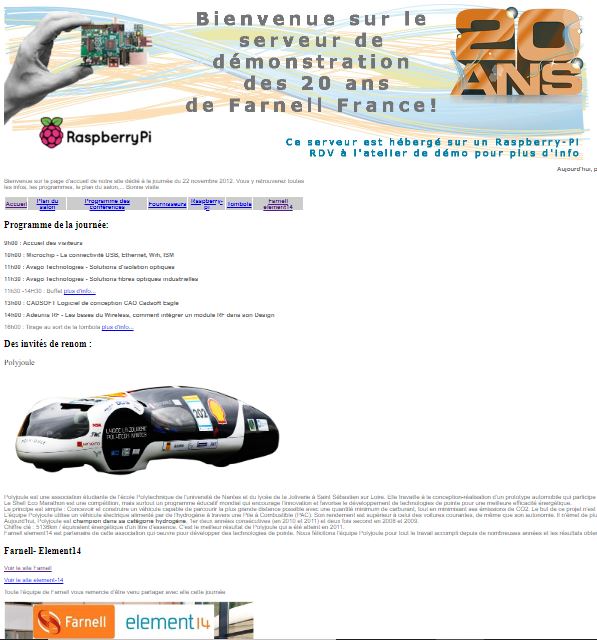 Bienvenue sur le
serveur de
démonstration
des 20 ans
de Farnell France!
20
ANS
RaspberryPi
Ce serveur est hébergé sur un Raspberry-Pi
RDV à l'atelier de démo pour plus d'info
Aujourd'hui, p
Bienvenue sur la page d'accueil de notre site dédié à la journée du 22 novembre 2012. Vous y retrouverez toutes
les infos, les programmes, le plan du salon,... Bonne visite
Accueil Plan du salon Programme des conférences Fournisseurs Raspberry-pi Tombola Farnell element14
Programme de la journée:
9h00 : Accueil des visiteurs
10h00 : Microchip - La connectivité USB, Ethernet, Wifi, ISM
11h00 : Avago Technologies - Solutions d'isolation optiques
11h30 : Avago Technologies - Solutions fibres optiques industrielles
11h30 -14H30 : Buffet plus d'info...
13h00 : CADSOFT Logiciel de conception CAO Cadsoft Eagle
14h00 : Adeunis RF - Les bases du Wireless, comment intégrer un module RF dans son Design
16h00 : Tirage au sort de la tombola plus d'info...
Des invités de renom :
Polyjoule
202
Polyjoule est une association étudiante de l'école Polytechnique de l'université de Nantes et du lycée de la Joliverie à Saint Sébastien sur Loire. Elle travaille à la conception-réalisation d'un prototype automobile qui participe
Le Shell Eco Marathon est une compétition, mais surtout un programme éducatif mondial qui encourage l'innovation et favorise le développement de technologies de pointe pour une meilleure efficacité énergétique.
Le principe est simple : Concevoir et construire un véhicule capable de parcourir la plus grande distance possible avec une quantité minimum de carburant, tout en minimisant ses émissions de CO2. Le but de ce projet n'est
L'équipe Polyjoule utilise un véhicule électrique alimenté par de l'hydrogène à travers une Pile à Combustible (PAC). Son rendement est supérieur à celui des voitures courantes, de même que son autonomie. Il n'émet de plus
Aujourd'hui, Polyjoule est champion dans sa catégorie hydrogène, 1er deux années consécutives (en 2010 et 2011) et deux fois second en 2008 et 2009.
Chiffre clé : 5136km / équivalent énergétique d'un litre d'essence. C'est le meilleur résultat de Polyjoule qui a été atteint en 2011.
Farnell element14 est partenaire de cette association qui oeuvre pour développer des technologies de pointe. Nous félicitons l'équipe Polyjoule pour tout le travail accompli depuis de nombreuses années et les résultats obte
Farnell- Element14
Voir le site Farnell
Voir le site element-14
Toute l'équipe de Farnell vous remercie d'être venu partager avec elle cette journée
Farnell element14